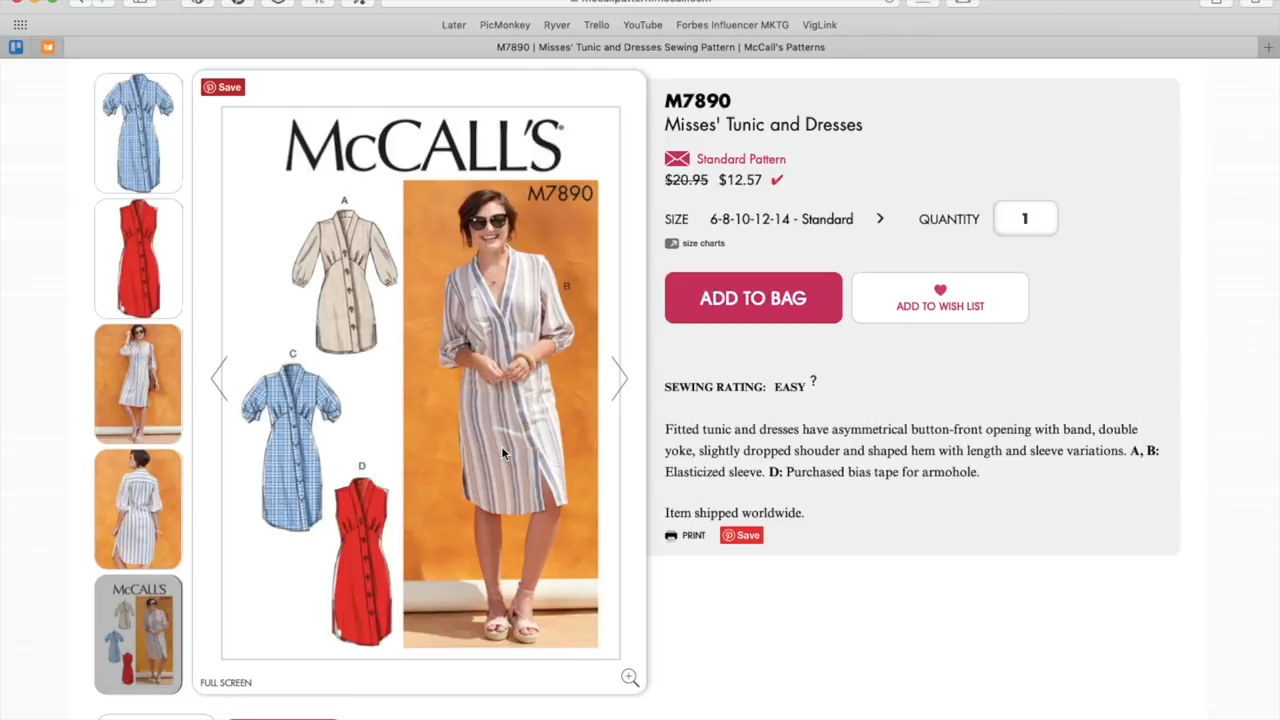 Later PicMonkey Ryver Trello YouTube Forbes Influencer MKTG VigLink
M7890 | Misses' Tunic and Dresses Sewing Pattern | McCall's Patterns
Save
McCALL'S
M7890
A
B
C
D
FULL SCREEN
McCALL'S
M7890
Misses' Tunic and Dresses
Standard Pattern
$20.95 $12.57
SIZE 6-8-10-12-14 - Standard QUANTITY 1
size charts
ADD TO BAG
ADD TO WISH LIST
SEWING RATING: EASY ?
Fitted tunic and dresses have asymmetrical button-front opening with band, double
yoke, slightly dropped shoulder and shaped hem with length and sleeve variations. A, B:
Elasticized sleeve. D: Purchased bias tape for armohole.
Item shipped worldwide.
PRINT Save